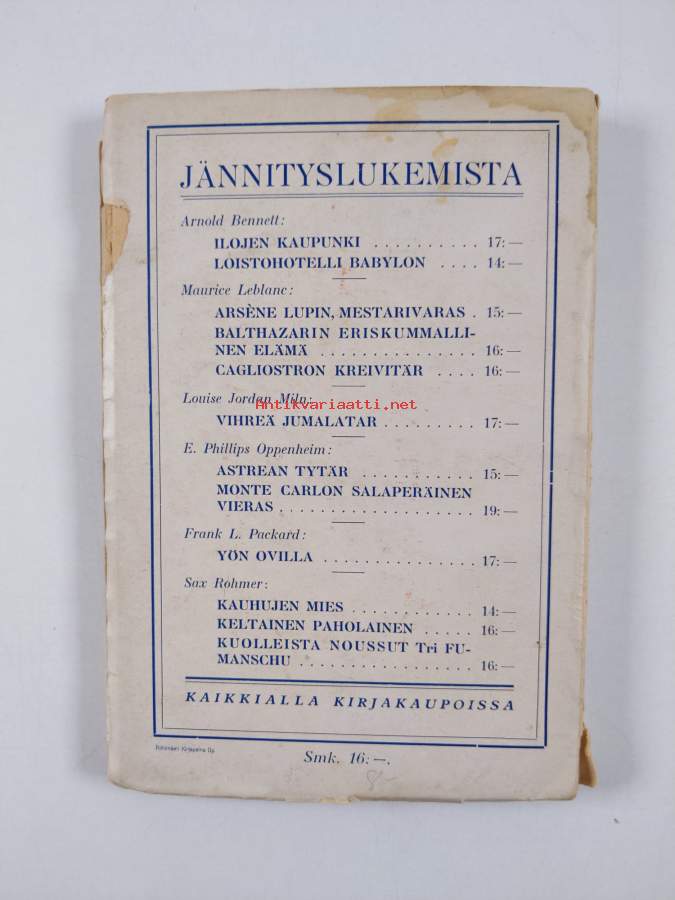 JÄNNITYSLUKEMISTA
Arnold Bennett:
ILOJEN KAUPUNKI .......... 17:—
LOISTOHOTELLI BABYLON .... 14:—
Maurice Leblanc:
ARSÈNE LUPIN, MESTARIVARAS . 15:—
BALTHAZARIN ERISKUMMALLI-
NEN ELÄMÄ ................ 16:—
CAGLIOSTRON KREIVITÄR .... 16:—
Louise Jordan Miln:
Antikvariaatti.net
VIHREÄ JUMALATAR .......... 17:—
E. Phillips Oppenheim:
ASTREAN TYTÄR ........... 15:—
MONTE CARLON SALAPERÄINEN
VIERAS .................... 19:—
Frank L. Packard:
YÖN OVILLA ............... 17:—
Sax Rohmer:
KAUHUJEN MIES ............ 14:—
KELTAINEN PAHOLAINEN ..... 16:—
KUOLLEISTA NOUSSUT Tri FU-
MANSCHU .................. 16:—
KAIKKIALLA KIRJAKAUPOISSA
Kirjapaino Oy.
Smk. 16:—.